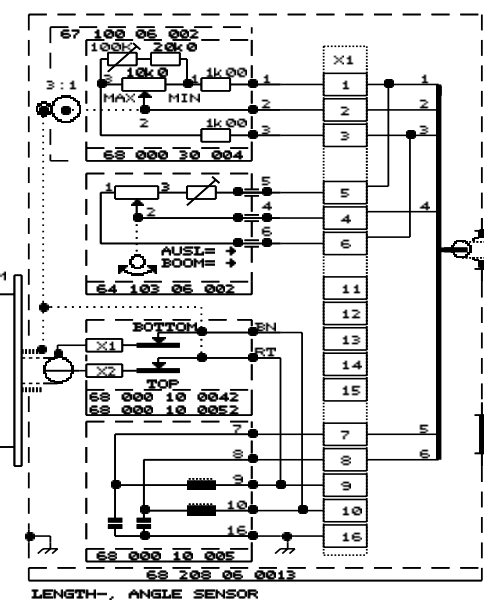 67 100 06 002
100K 20k0
X1
3:1
3 10k0 1 1k00 1 1 1
MAX MIN 2 2 2
2
1k00 3 3 3
68 000 30 004
5 5
1 3
2 4 4 4
6 6
AUSL= →
BOOM= →
64 103 06 002
11
12
BOTTOM BN
13
X1 RT
14
X2
TOP 15
68 000 10 0042
68 000 10 0052
7 7 5
8 8 6
9 9
10 10
16 16
68 000 10 005
68 208 06 0013
LENGTH-, ANGLE SENSOR